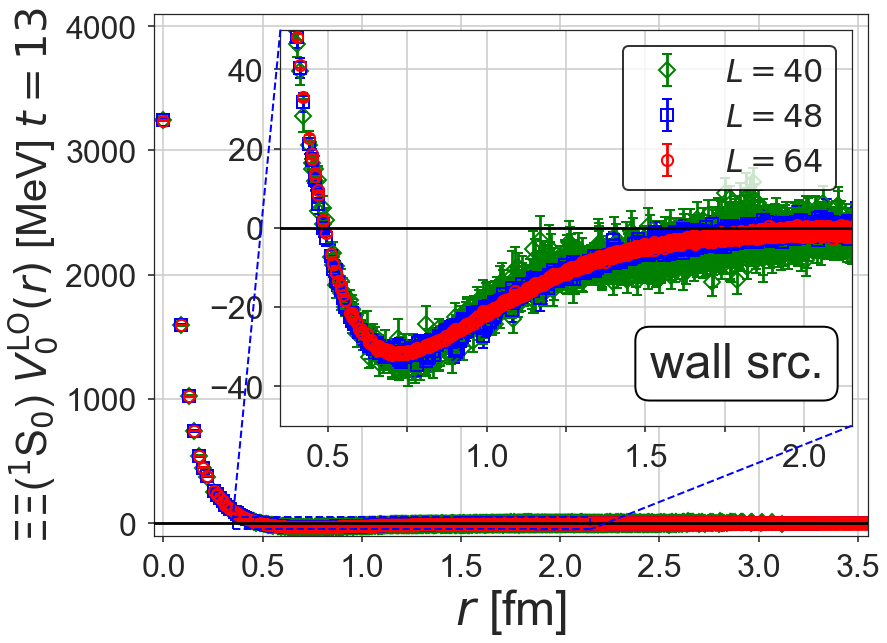 ΞΞ(¹S₀) V₀ᴸᴼ(r) [MeV] t = 13
4000
3000
2000
1000
0
40
20
0
−20
−40
L = 40
L = 48
L = 64
wall src.
0.5 1.0 1.5 2.0
0.0 0.5 1.0 1.5 2.0 2.5 3.0 3.5
r [fm]